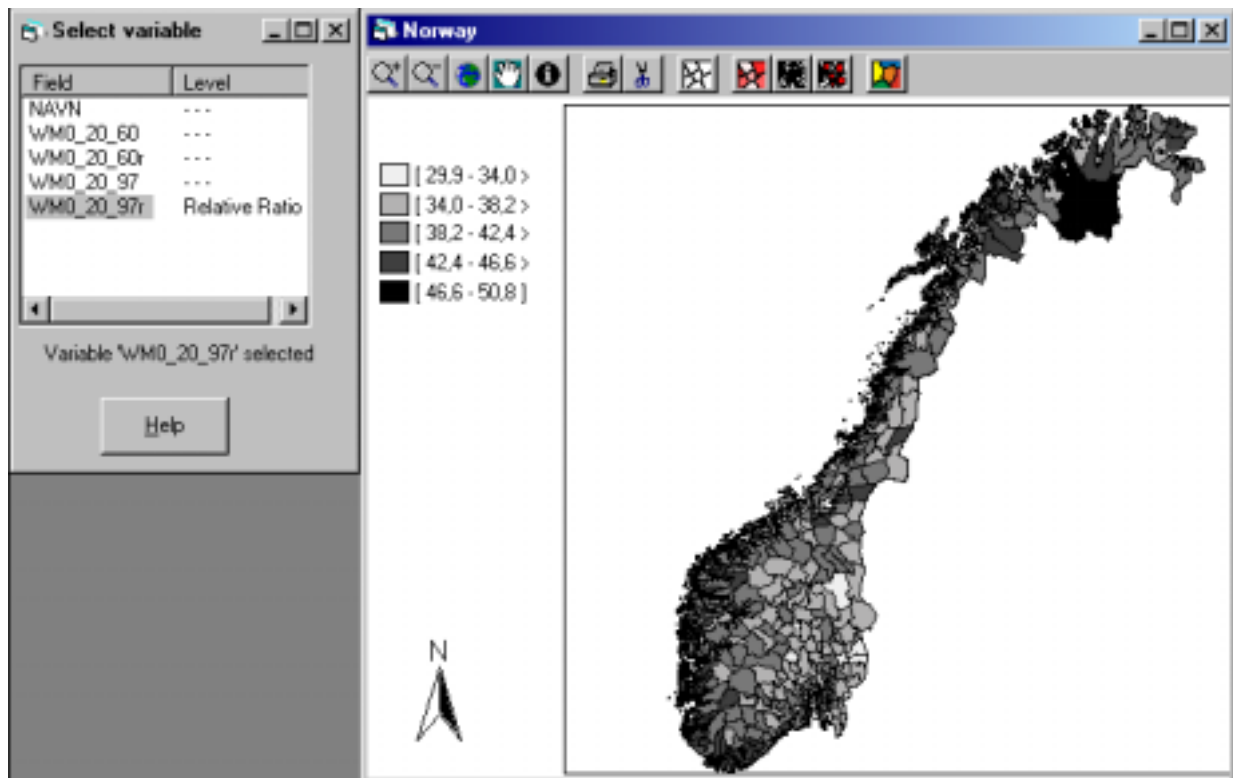 Select variable
Field Level
NAVN - - -
WM0_20_60 - - -
WM0_20_60r - - -
WM0_20_97 - - -
WM0_20_97r Relative Ratio
Variable 'WM0_20_97r' selected
Help
Norway
[ 29,9 - 34,0 >
[ 34,0 - 38,2 >
[ 38,2 - 42,4 >
[ 42,4 - 46,6 >
[ 46,6 - 50,8 ]
N